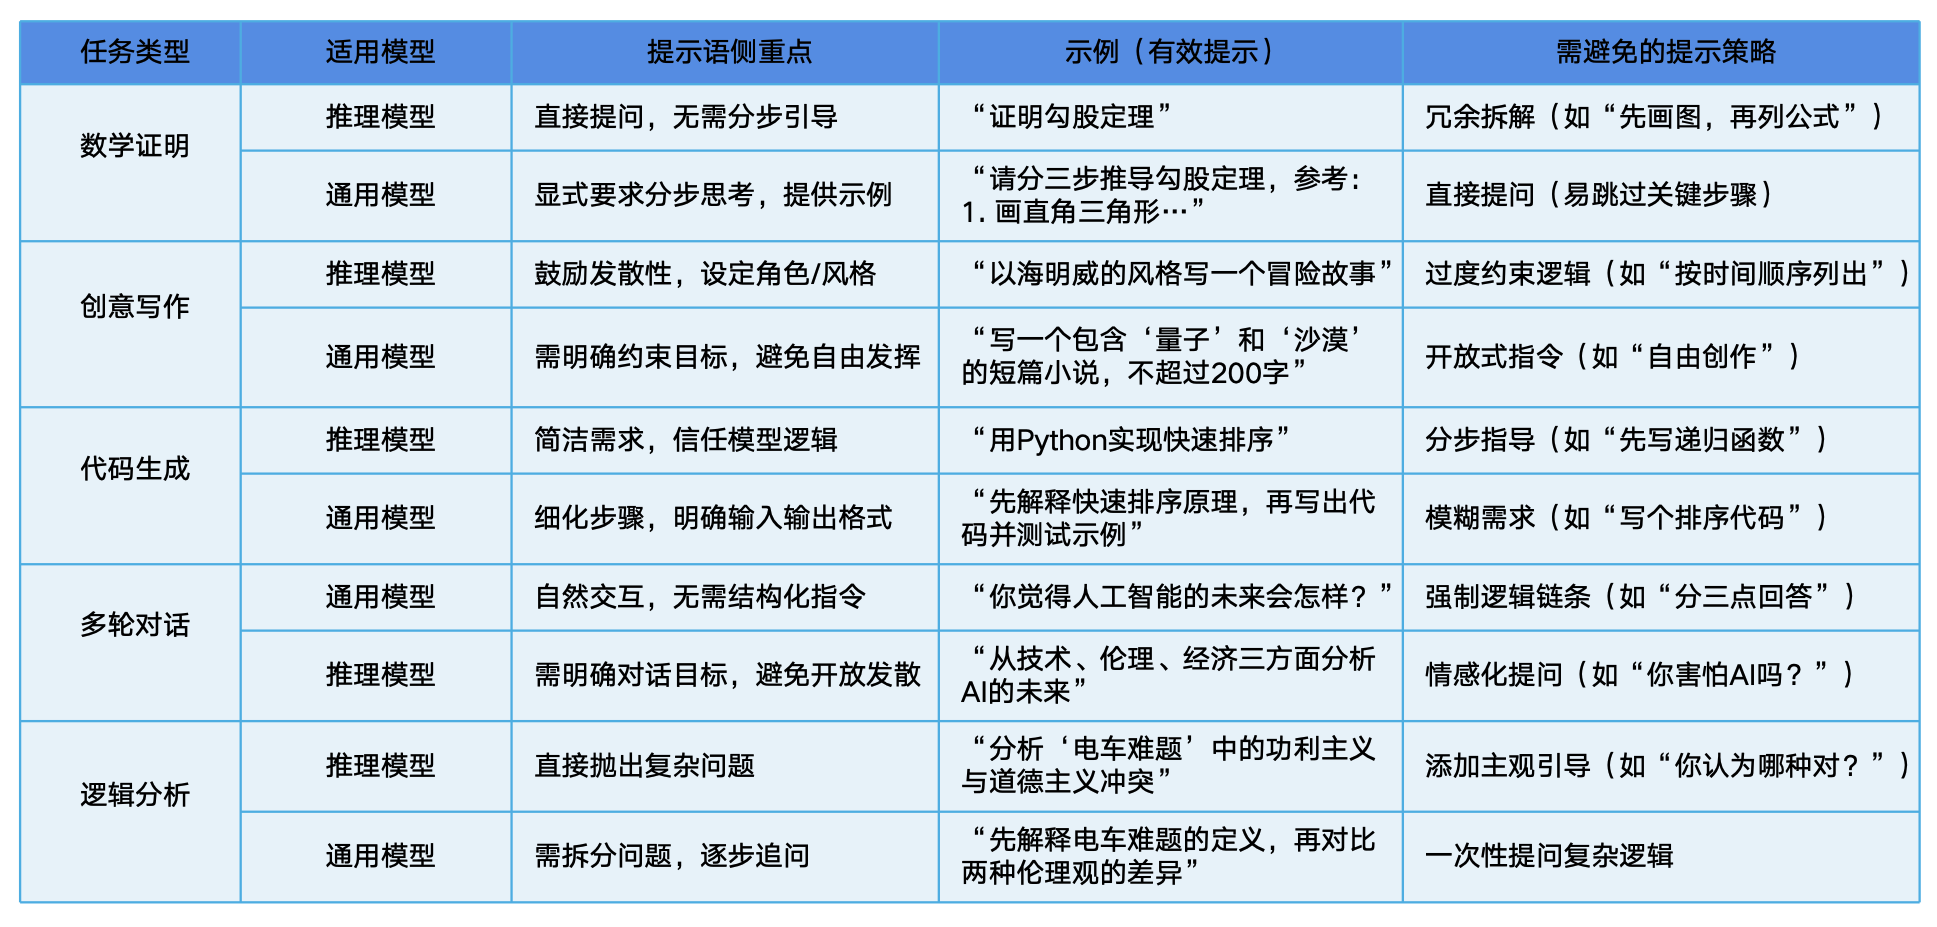 任务类型 适用模型 提示语侧重点 示例（有效提示） 需避免的提示策略
数学证明
推理模型 直接提问，无需分步引导 “证明勾股定理” 冗余拆解（如“先画图，再列公式”）
通用模型 显式要求分步思考，提供示例 “请分三步推导勾股定理，参考：
1. 画直角三角形…” 直接提问（易跳过关键步骤）
创意写作
推理模型 鼓励发散性，设定角色/风格 “以海明威的风格写一个冒险故事” 过度约束逻辑（如“按时间顺序列出”）
通用模型 需明确约束目标，避免自由发挥 “写一个包含‘量子’和‘沙漠’
的短篇小说，不超过200字” 开放式指令（如“自由创作”）
代码生成
推理模型 简洁需求，信任模型逻辑 “用Python实现快速排序” 分步指导（如“先写递归函数”）
通用模型 细化步骤，明确输入输出格式 “先解释快速排序原理，再写出代
码并测试示例” 模糊需求（如“写个排序代码”）
多轮对话
通用模型 自然交互，无需结构化指令 “你觉得人工智能的未来会怎样？” 强制逻辑链条（如“分三点回答”）
推理模型 需明确对话目标，避免开放发散 “从技术、伦理、经济三方面分析
AI的未来” 情感化提问（如“你害怕AI吗？”）
逻辑分析
推理模型 直接抛出复杂问题 “分析‘电车难题’中的功利主义
与道德主义冲突” 添加主观引导（如“你认为哪种对？”）
通用模型 需拆分问题，逐步追问 “先解释电车难题的定义，再对比
两种伦理观的差异” 一次性提问复杂逻辑